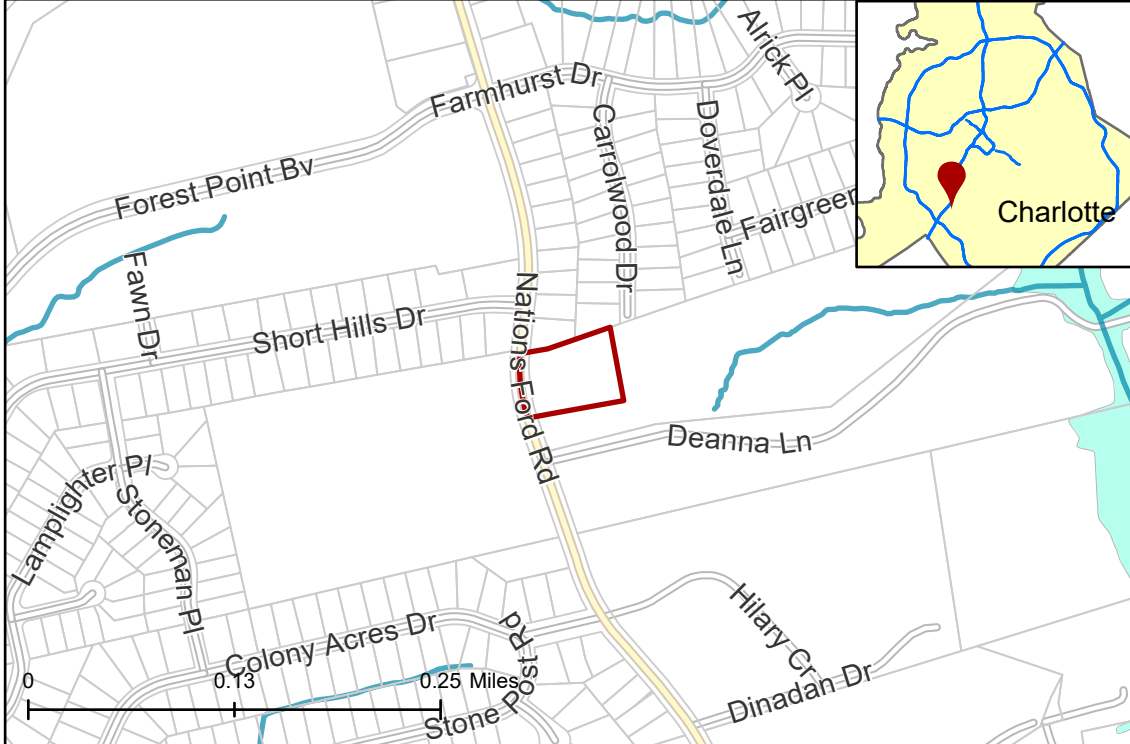 Alrick Pl
Farmhurst Dr
Carrolwood Dr
Doverdale Ln
Forest Point Bv
Fairgreen
Charlotte
Fawn Dr
Short Hills Dr
Nations Ford Rd
Deanna Ln
Lamplighter Pl
Stoneman Pl
Colony Acres Dr
Stone Post Rd
Hilary Cr
Dinadan Dr
0
0.13
0.25 Miles